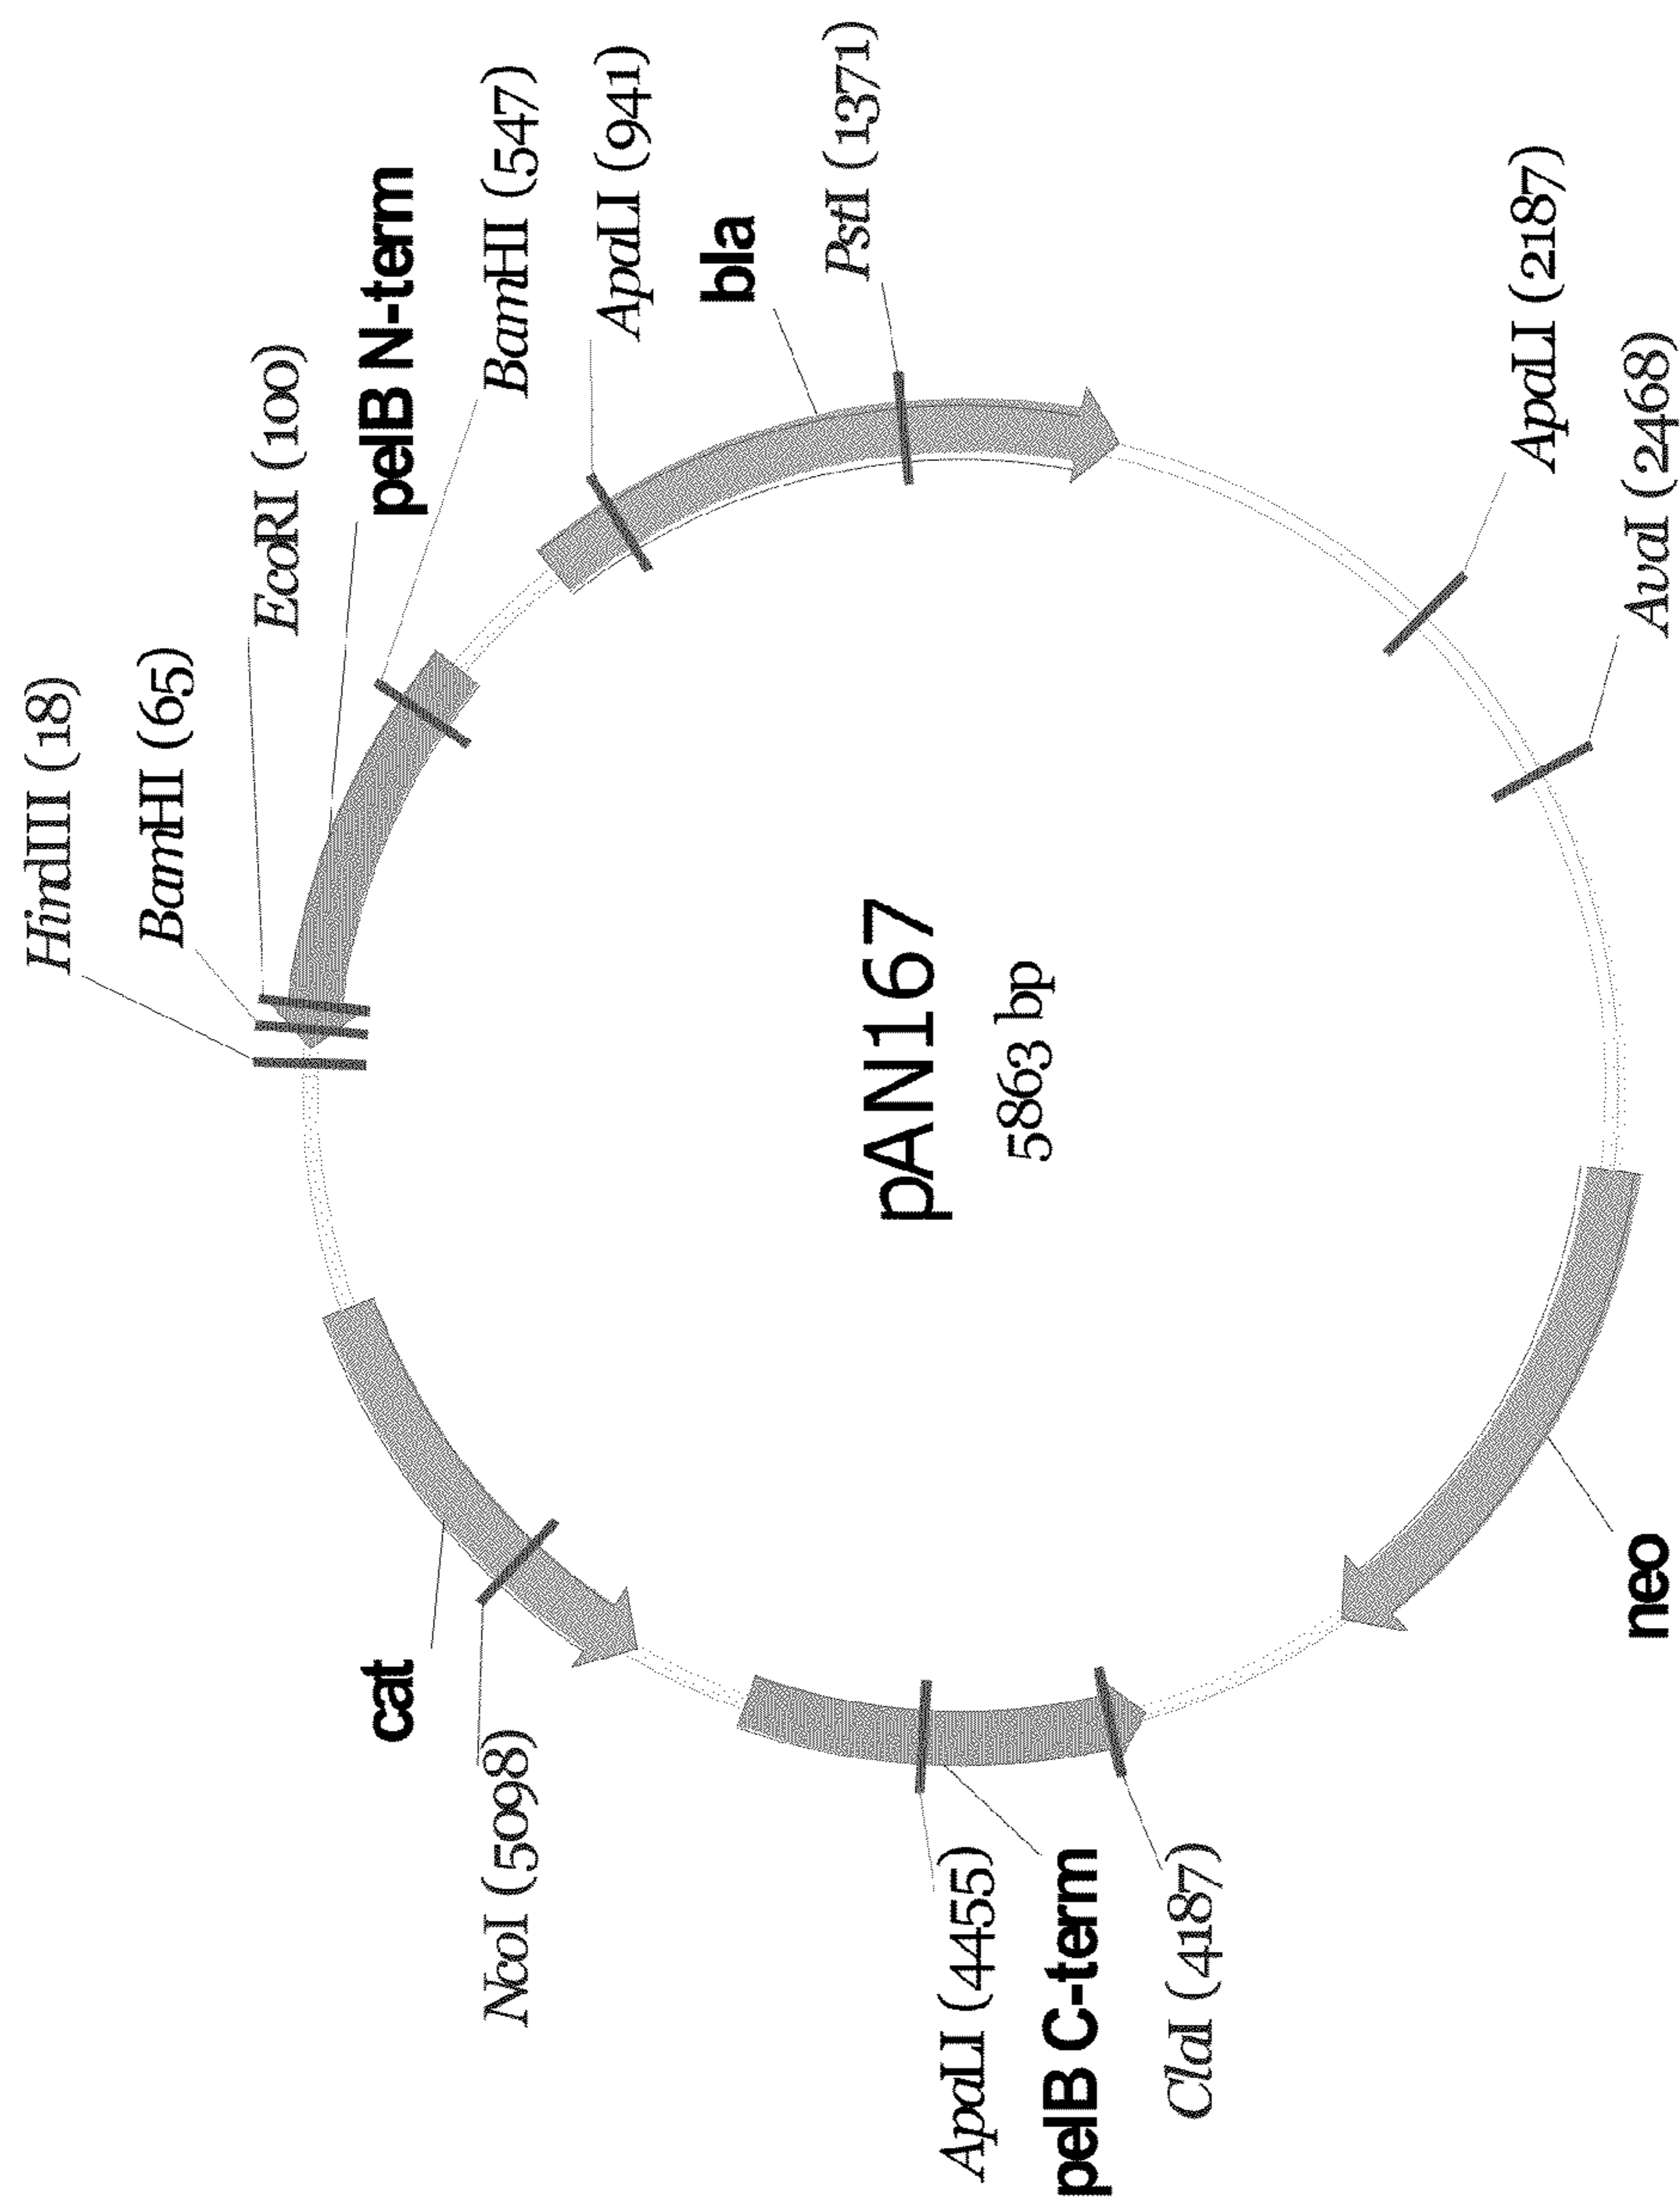 HindIII (18)
BamHI (65)
EcoRI (100)
pelB N-term
BamHI (547)
ApaLI (941)
bla
PstI (1371)
ApaLI (2187)
AvaI (2468)
pAN167
5863 bp
neo
cat
NcoI (5098)
ApaLI (4455)
pelB C-term
ClaI (4187)